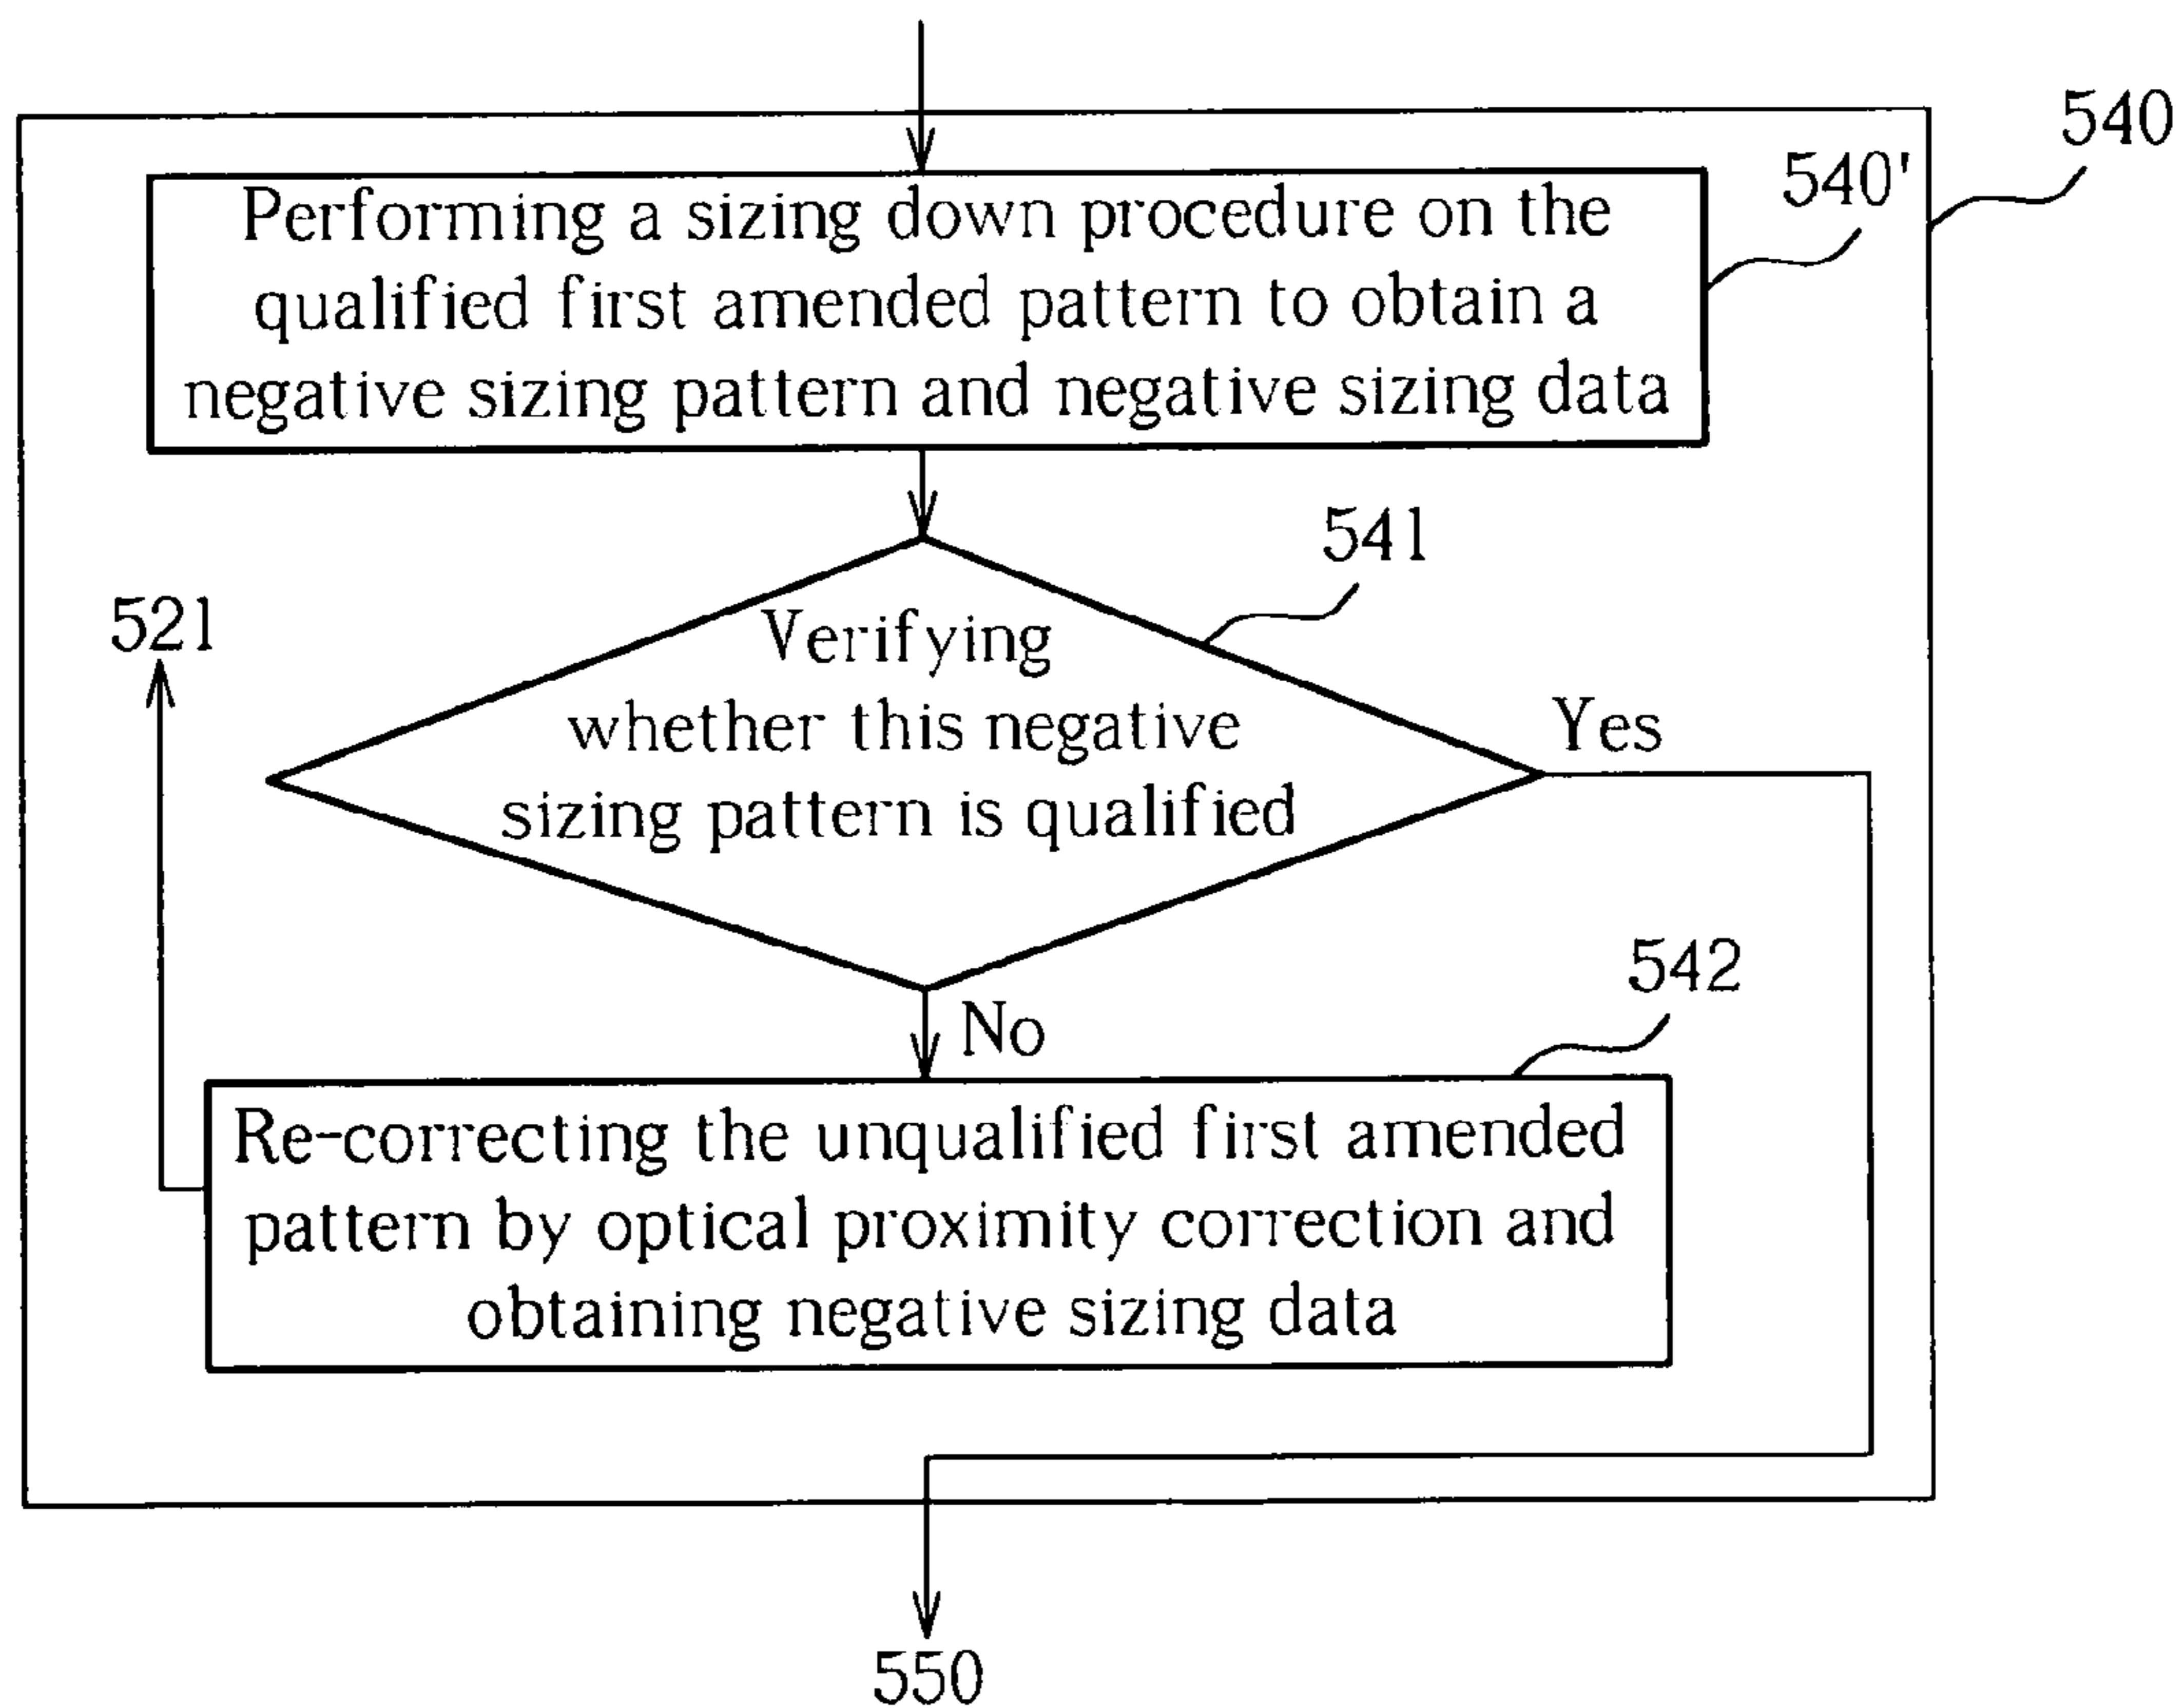 540
540'
Performing a sizing down procedure on the
qualified first amended pattern to obtain a
negative sizing pattern and negative sizing data
541
521
Verifying
whether this negative
sizing pattern is qualified
Yes
No
542
Re-correcting the unqualified first amended
pattern by optical proximity correction and
obtaining negative sizing data
550